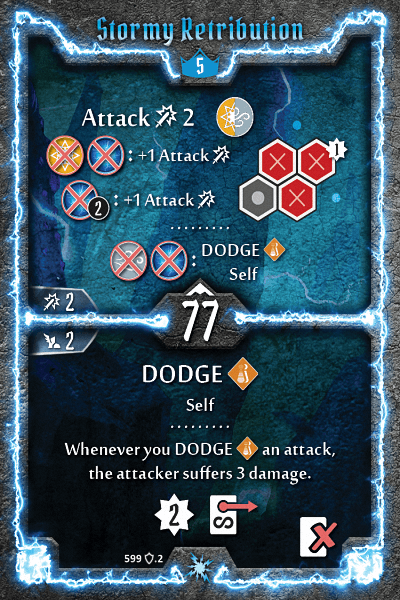 Stormy Retribution
5
Attack 2
: +1 Attack
1
2 : +1 Attack
: DODGE
Self
2
77
2
DODGE
Self
Whenever you DODGE an attack,
the attacker suffers 3 damage.
2 S
599 .2